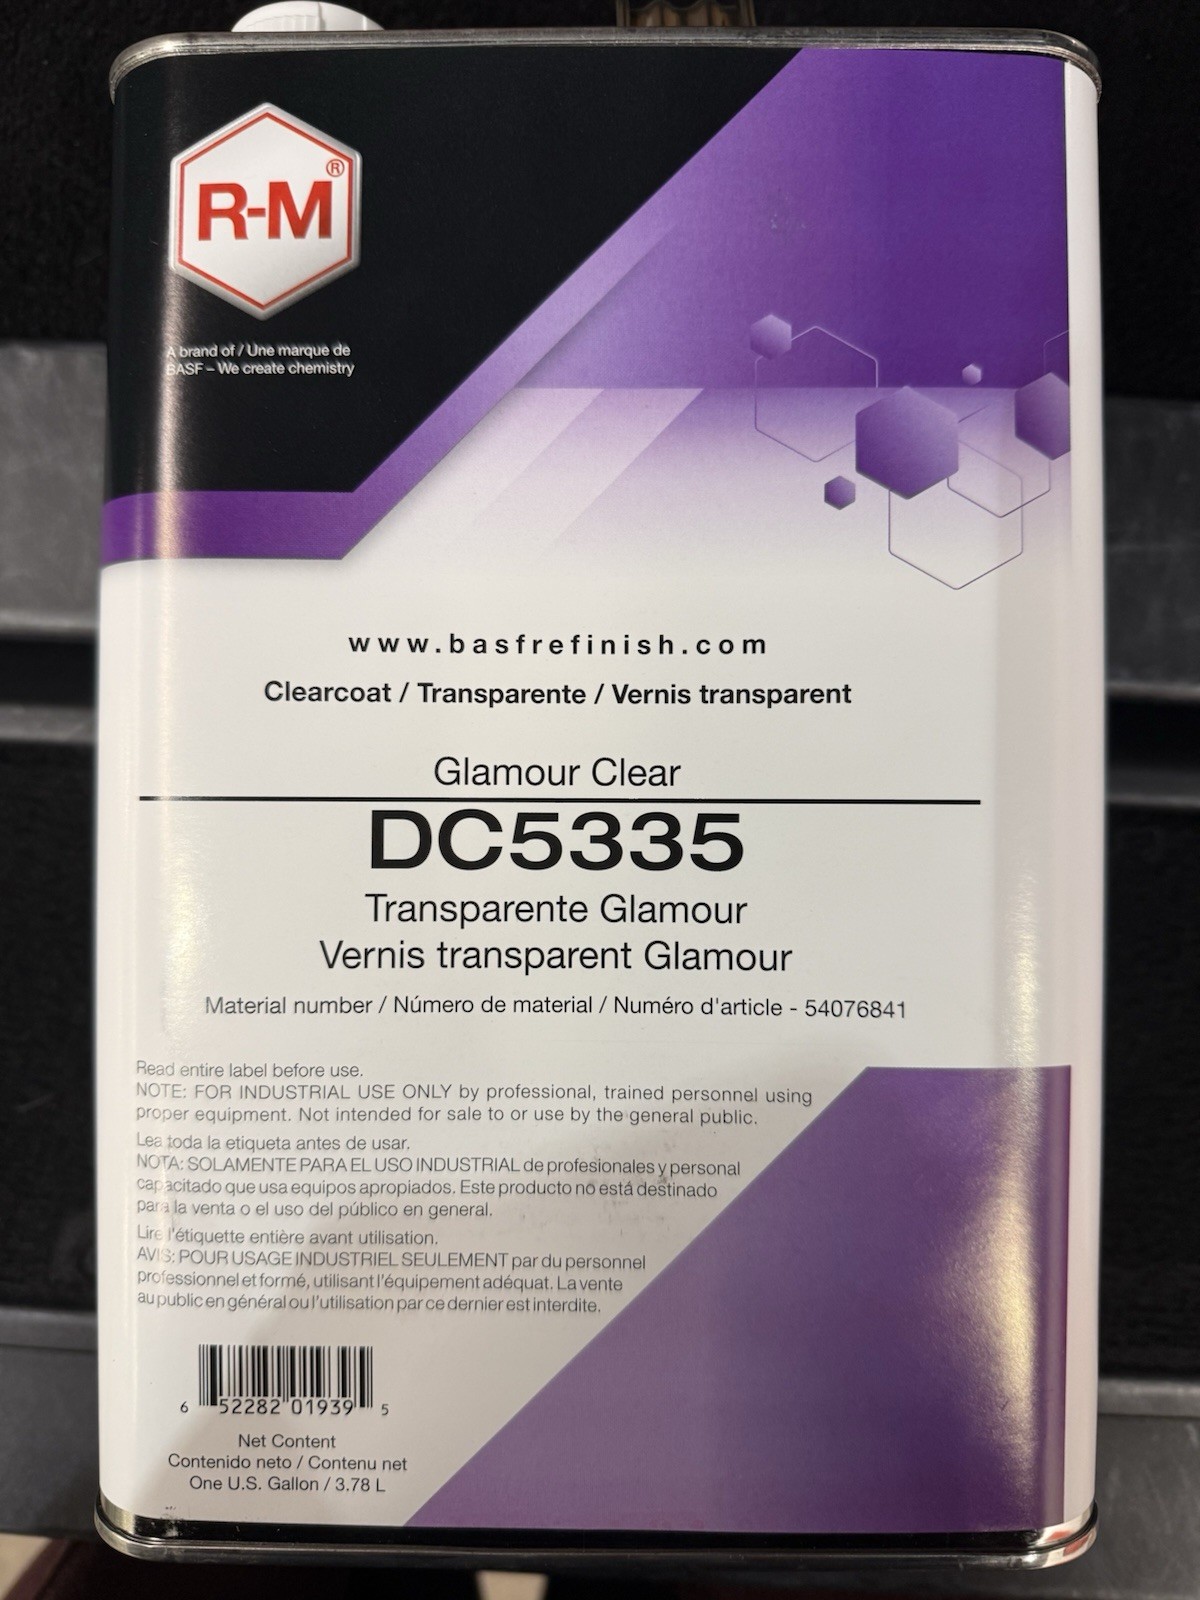 R-M®
A brand of / Une marque de
BASF – We create chemistry
www.basfrefinish.com
Clearcoat / Transparente / Vernis transparent
Glamour Clear
DC5335
Transparente Glamour
Vernis transparent Glamour
Material number / Número de material / Numéro d'article - 54076841
Read entire label before use.
NOTE: FOR INDUSTRIAL USE ONLY by professional, trained personnel using
proper equipment. Not intended for sale to or use by the general public.
Lea toda la etiqueta antes de usar.
NOTA: SOLAMENTE PARA EL USO INDUSTRIAL de profesionales y personal
capacitado que usa equipos apropiados. Este producto no está destinado
para la venta o el uso del público en general.
Lire l'étiquette entière avant utilisation.
AVIS: POUR USAGE INDUSTRIEL SEULEMENT par du personnel
professionnel et formé, utilisant l'équipement adéquat. La vente
au public en général ou l'utilisation par ce dernier est interdite.
6 52282 01939 5
Net Content
Contenido neto / Contenu net
One U.S. Gallon / 3.78 L